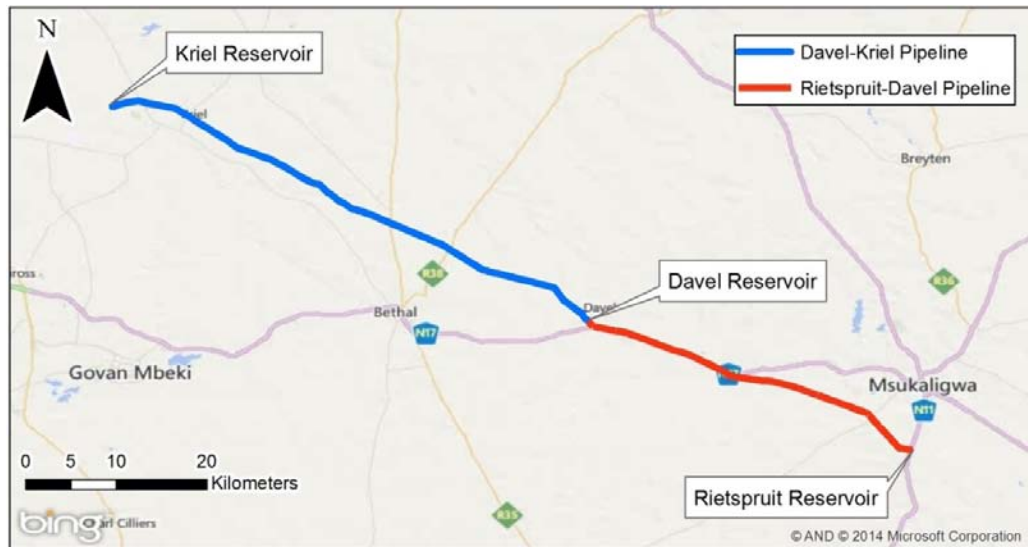 N
Kriel Reservoir
Davel-Kriel Pipeline
Rietspruit-Davel Pipeline
Breyten
R38
Davel Reservoir
R36
Davel
Bethal
N17
Govan Mbeki
Msukaligwa
N11
0 5 10 20
Kilometers
Rietspruit Reservoir
R35
bing
© AND © 2014 Microsoft Corporation